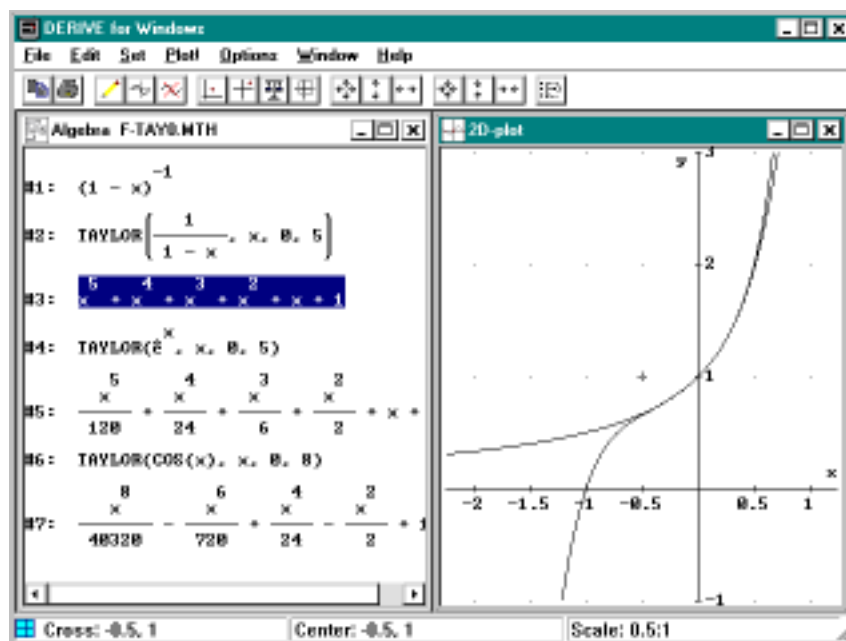 DERIVE for Windows
File Edit Set Plot! Options Window Help
Algebra F-TAY0.MTH
#1: (1 - x)^-1
#2: TAYLOR(1/(1 - x), x, 0, 5)
#3: x^5 + x^4 + x^3 + x^2 + x + 1
#4: TAYLOR(ê^x, x, 0, 5)
#5: x^5/120 + x^4/24 + x^3/6 + x^2/2 + x +
#6: TAYLOR(COS(x), x, 0, 8)
#7: x^8/40320 - x^6/720 + x^4/24 - x^2/2 + 1
2D-plot
y 3
2
1
x
-2 -1.5 -1 -0.5 0.5 1
-1
Cross: -0.5, 1 Center: -0.5, 1 Scale: 0.5:1